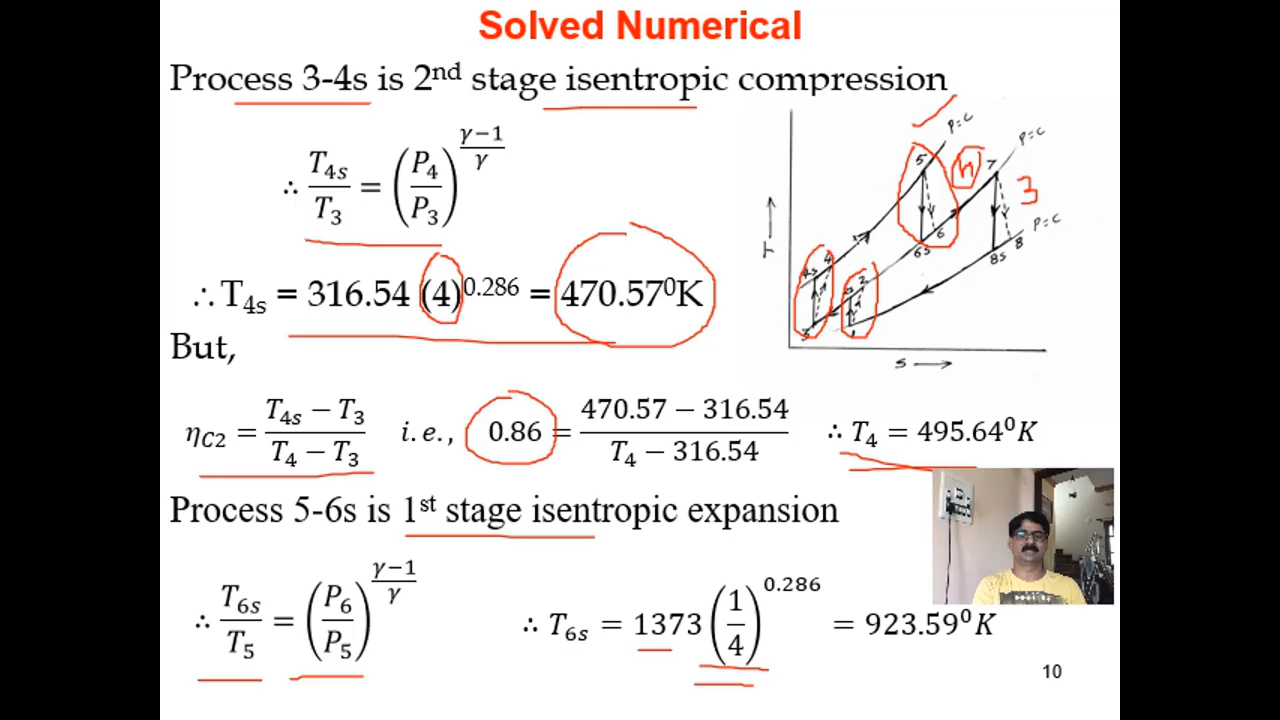 Solved Numerical
Process 3-4s is 2nd stage isentropic compression
∴ T4s/T3 = (P4/P3)^((γ−1)/γ)
∴T4s = 316.54 (4)^0.286 = 470.57⁰K
But,
ηC2 = (T4s − T3)/(T4 − T3) i.e., 0.86 = (470.57 − 316.54)/(T4 − 316.54) ∴ T4 = 495.64⁰K
Process 5-6s is 1st stage isentropic expansion
∴ T6s/T5 = (P6/P5)^((γ−1)/γ) ∴ T6s = 1373 (1/4)^0.286 = 923.59⁰K
P=C
P=C
P=C
5
7
3
T
4
6
6s
8
8s
2
3
1
s
10